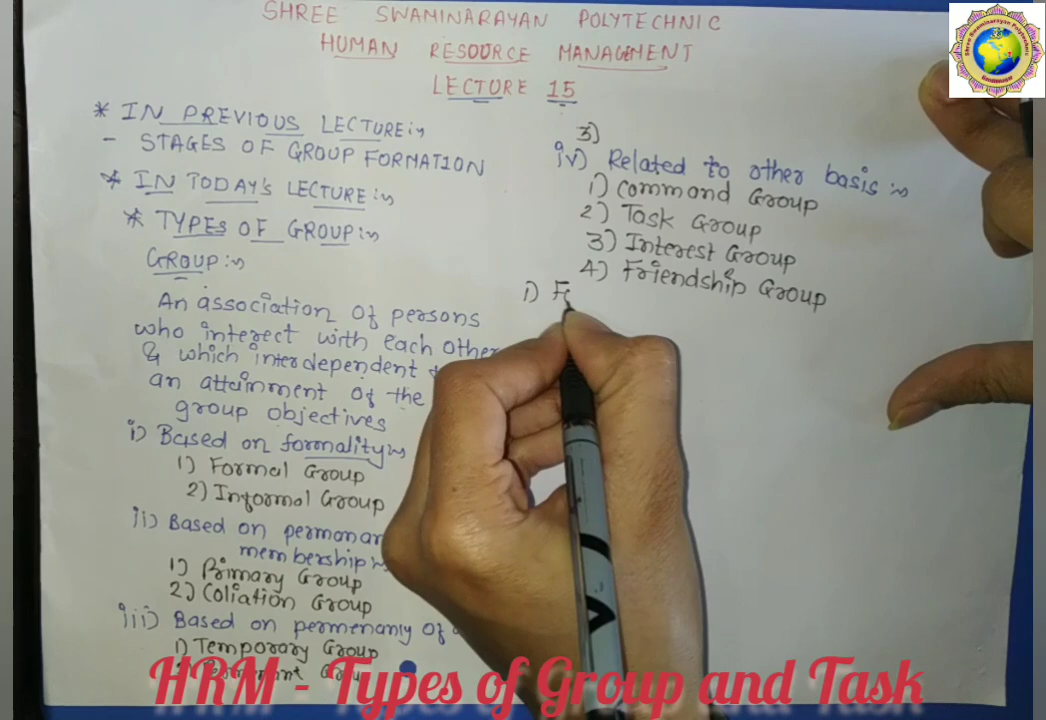 SHREE SWAMINARAYAN POLYTECHNIC
HUMAN RESOURCE MANAGEMENT
LECTURE 15
* IN PREVIOUS LECTURE :-
- STAGES OF GROUP FORMATION
* IN TODAY'S LECTURE :-
* TYPES OF GROUP :-
GROUP :-
An association of persons
who interect with each other
& which interdependent
an attainment of the
group objectives
i) Based on formality :-
1) Formal Group
2) Informal Group
ii) Based on
membership :-
1) Primary Group
2) Coliation Group
iii) Based on permenanly of
1) Temporary Group
3)
iv) Related to other basis :-
1) Command Group
2) Task Group
3) Interest Group
4) Friendship Group
i) F
HRM - Types of Group and Task
Shree Swaminarayan Polytechnic